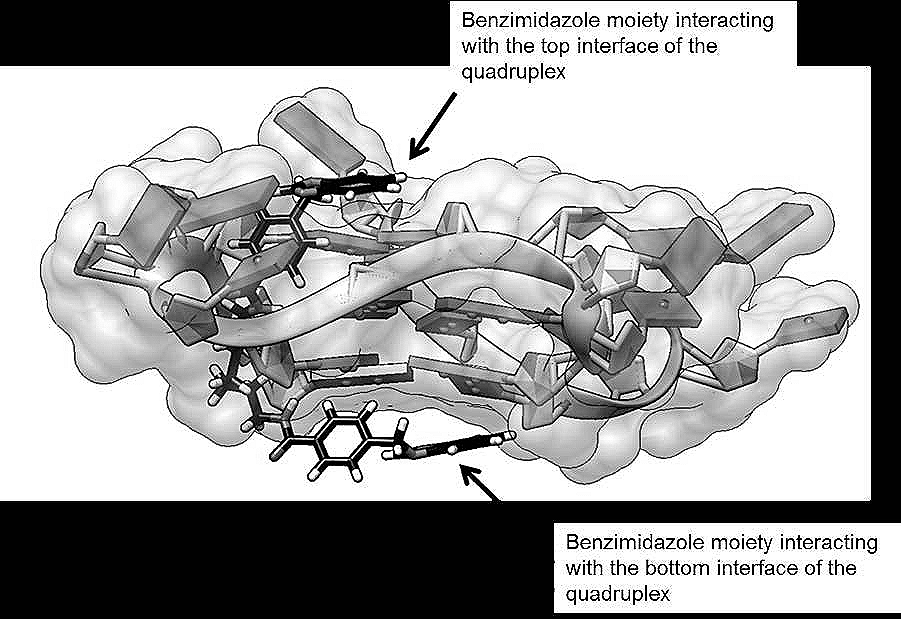 Benzimidazole moiety interacting
with the top interface of the
quadruplex
Benzimidazole moiety interacting
with the bottom interface of the
quadruplex